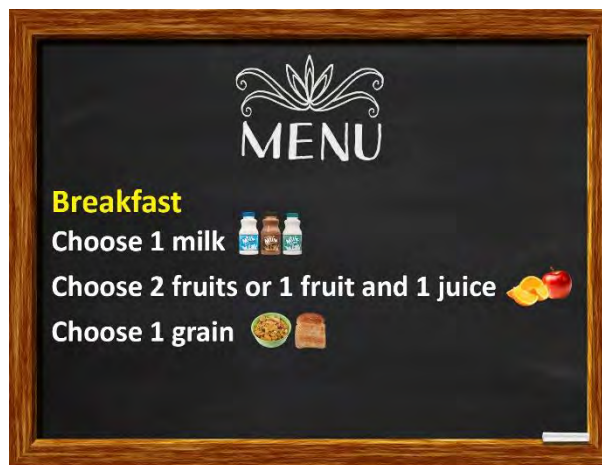 MENU
Breakfast
Choose 1 milk
Choose 2 fruits or 1 fruit and 1 juice
Choose 1 grain